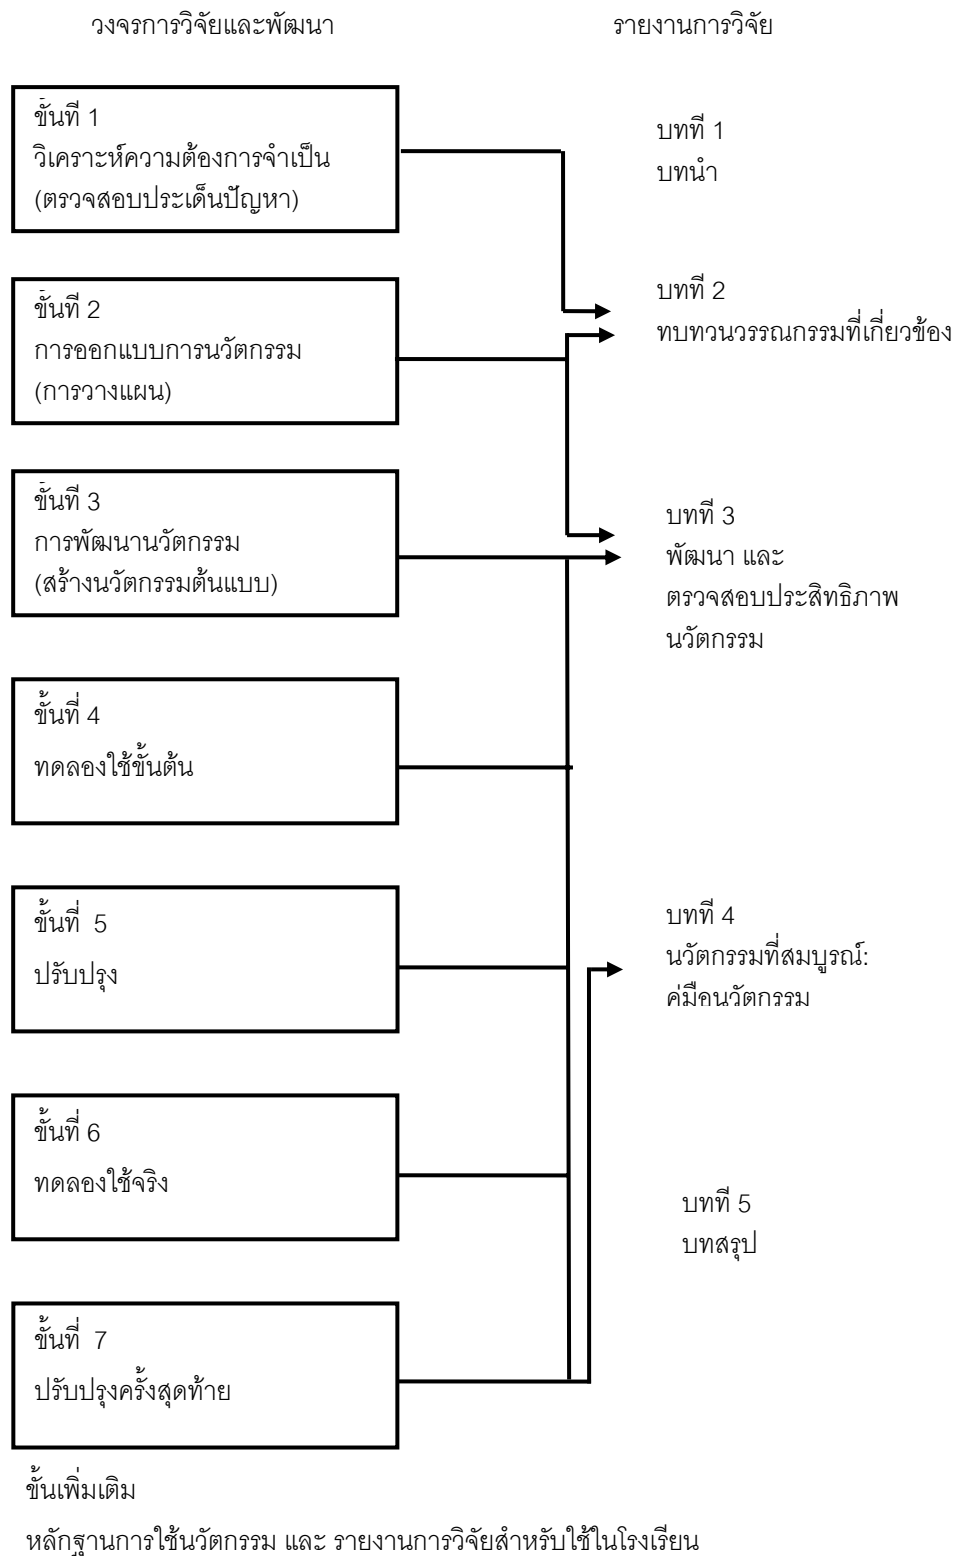 วงจรการวิจัยและพัฒนา
รายงานการวิจัย
ขั้นที่ 1
วิเคราะห์ความต้องการจำเป็น
(ตรวจสอบประเด็นปัญหา)
บทที่ 1
บทนำ
ขั้นที่ 2
การออกแบบการนวัตกรรม
(การวางแผน)
บทที่ 2
ทบทวนวรรณกรรมที่เกี่ยวข้อง
ขั้นที่ 3
การพัฒนานวัตกรรม
(สร้างนวัตกรรมต้นแบบ)
บทที่ 3
พัฒนา และ
ตรวจสอบประสิทธิภาพ
นวัตกรรม
ขั้นที่ 4
ทดลองใช้ขั้นต้น
ขั้นที่ 5
ปรับปรุง
บทที่ 4
นวัตกรรมที่สมบูรณ์:
คู่มือนวัตกรรม
ขั้นที่ 6
ทดลองใช้จริง
บทที่ 5
บทสรุป
ขั้นที่ 7
ปรับปรุงครั้งสุดท้าย
ขั้นเพิ่มเติม
หลักฐานการใช้นวัตกรรม และ รายงานการวิจัยสำหรับใช้ในโรงเรียน